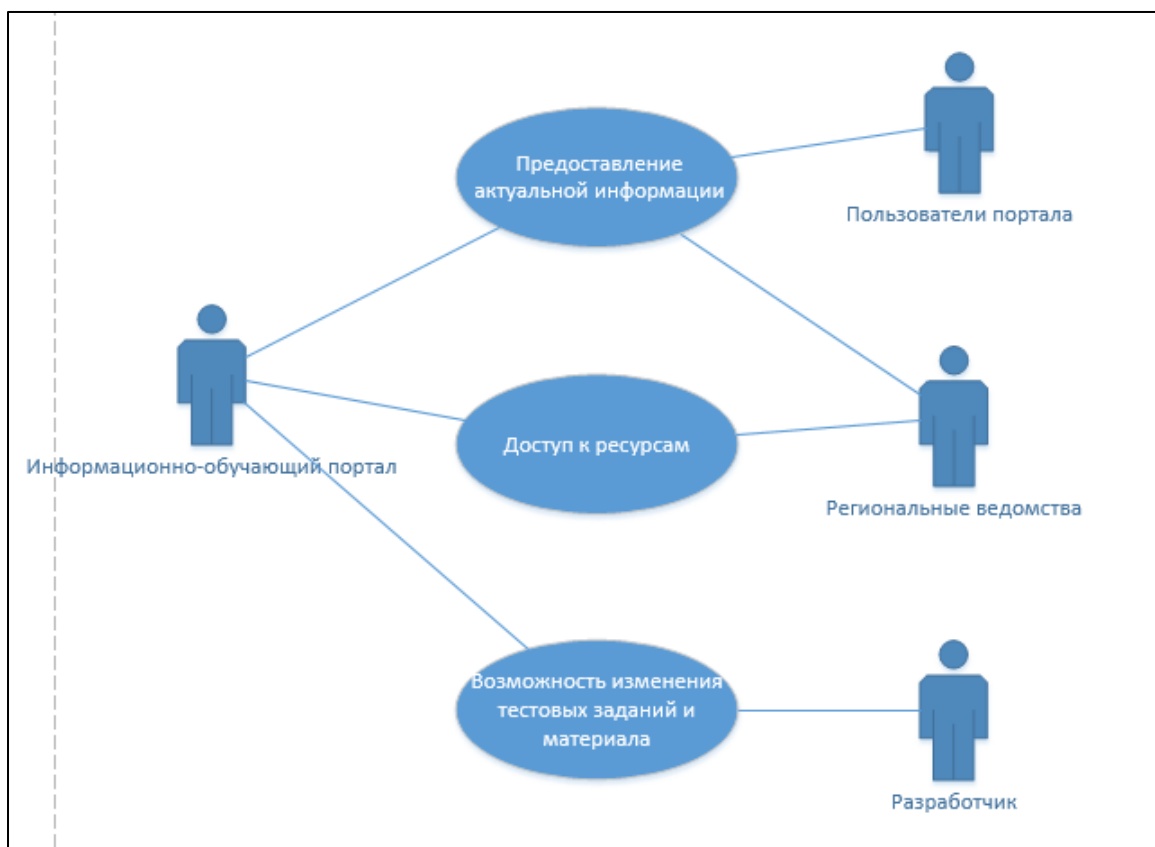 Предоставление
актуальной информации
Пользователи портала
Информационно-обучающий портал
Доступ к ресурсам
Региональные ведомства
Возможность изменения
тестовых заданий и
материала
Разработчик